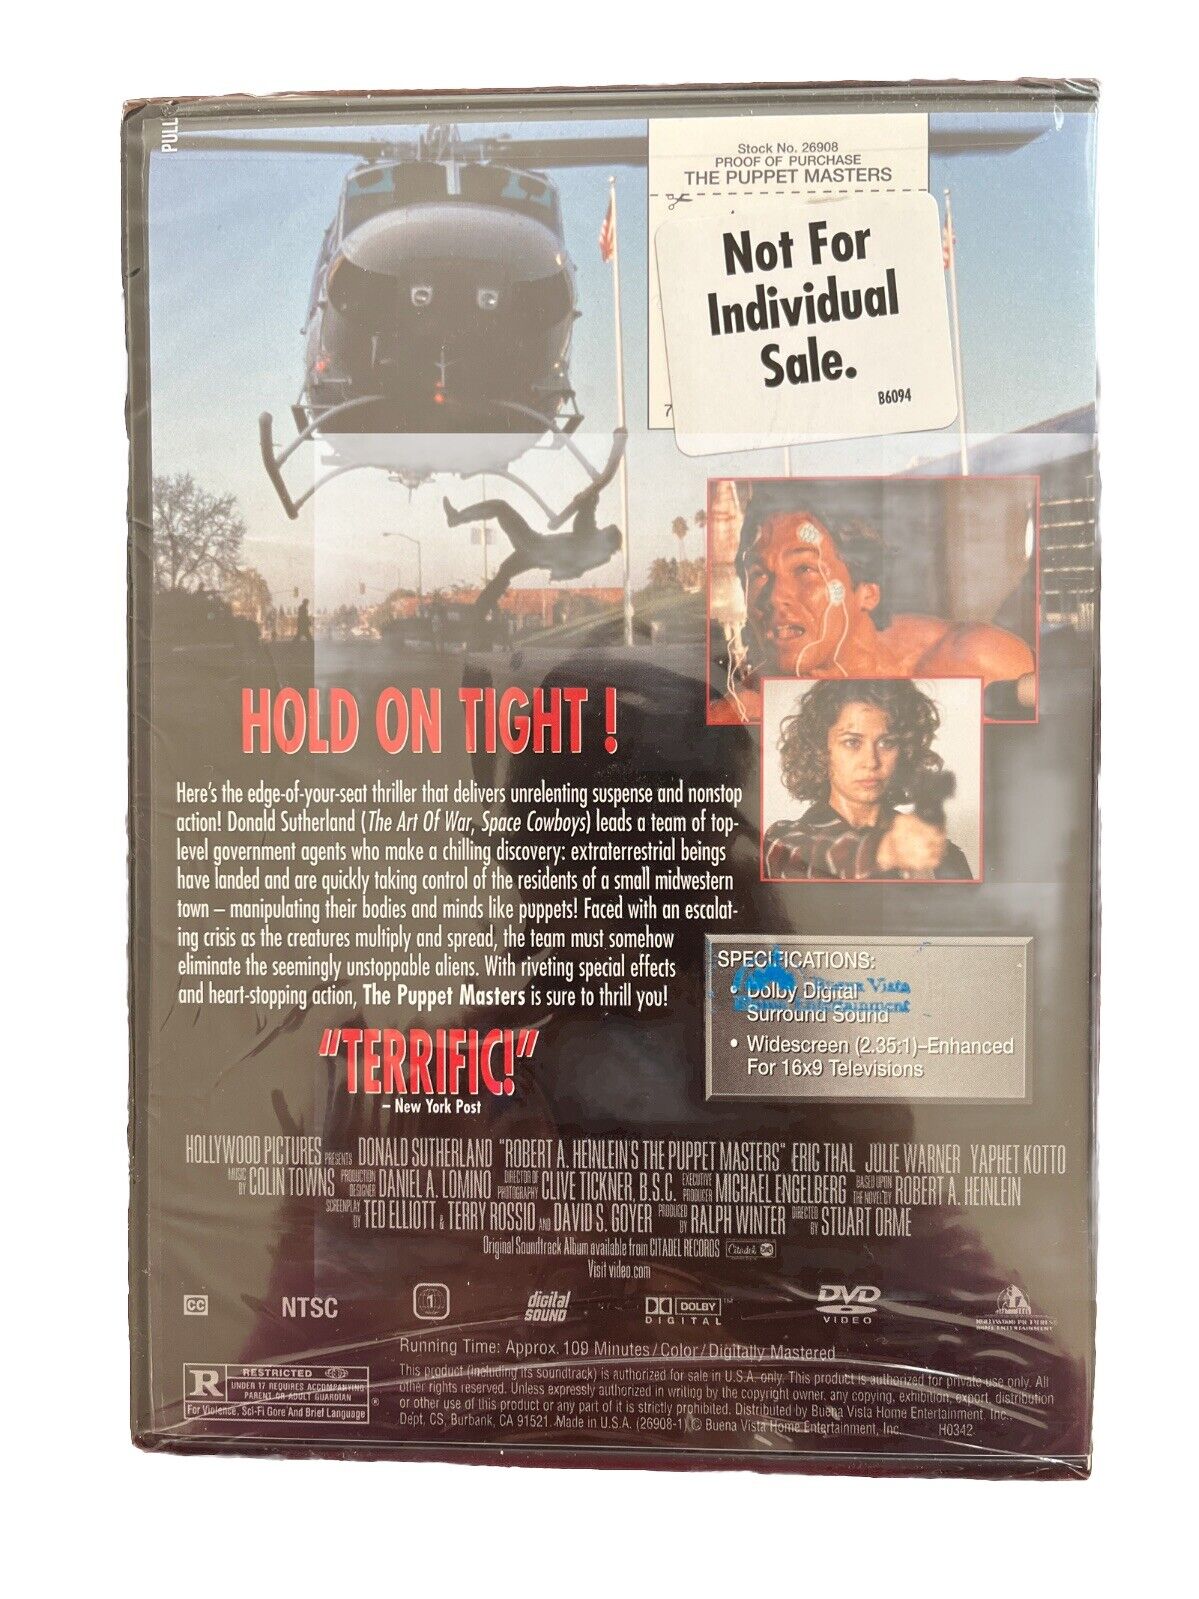 PULL
Stock No. 26908
PROOF OF PURCHASE
THE PUPPET MASTERS
Not For
Individual
Sale.
B6094
7
HOLD ON TIGHT !
Here's the edge-of-your-seat thriller that delivers unrelenting suspense and nonstop
action! Donald Sutherland (The Art Of War, Space Cowboys) leads a team of top-
level government agents who make a chilling discovery: extraterrestrial beings
have landed and are quickly taking control of the residents of a small midwestern
town – manipulating their bodies and minds like puppets! Faced with an escalat-
ing crisis as the creatures multiply and spread, the team must somehow
eliminate the seemingly unstoppable aliens. With riveting special effects
and heart-stopping action, The Puppet Masters is sure to thrill you!
"TERRIFIC!"
– New York Post
SPECIFICATIONS:
• Dolby Digital
Surround Sound
• Widescreen (2.35:1)–Enhanced
For 16x9 Televisions
Buena Vista
Home Entertainment
HOLLYWOOD PICTURES PRESENTS DONALD SUTHERLAND "ROBERT A. HEINLEIN'S THE PUPPET MASTERS" ERIC THAL JULIE WARNER YAPHET KOTTO
MUSIC BY COLIN TOWNS PRODUCTION DESIGNER DANIEL A. LOMINO DIRECTOR OF PHOTOGRAPHY CLIVE TICKNER, B.S.C. EXECUTIVE PRODUCER MICHAEL ENGELBERG BASED UPON THE NOVEL BY ROBERT A. HEINLEIN
SCREENPLAY BY TED ELLIOTT & TERRY ROSSIO AND DAVID S. GOYER PRODUCED BY RALPH WINTER DIRECTED BY STUART ORME
Original Soundtrack Album available from CITADEL RECORDS Citadel
Visit video.com
CC NTSC 1 digital SOUND DOLBY DIGITAL™ DVD VIDEO HOLLYWOOD PICTURES HOME ENTERTAINMENT
Running Time: Approx. 109 Minutes/Color/Digitally Mastered
R RESTRICTED
UNDER 17 REQUIRES ACCOMPANYING
PARENT OR ADULT GUARDIAN ®
For Violence, Sci-Fi Gore And Brief Language
This product (including its soundtrack) is authorized for sale in U.S.A. only. This product is authorized for private use only. All
other rights reserved. Unless expressly authorized in writing by the copyright owner, any copying, exhibition, export, distribution
or other use of this product or any part of it is strictly prohibited. Distributed by Buena Vista Home Entertainment, Inc.,
Dept. CS, Burbank, CA 91521. Made in U.S.A. (26908-1) © Buena Vista Home Entertainment, Inc. H0342